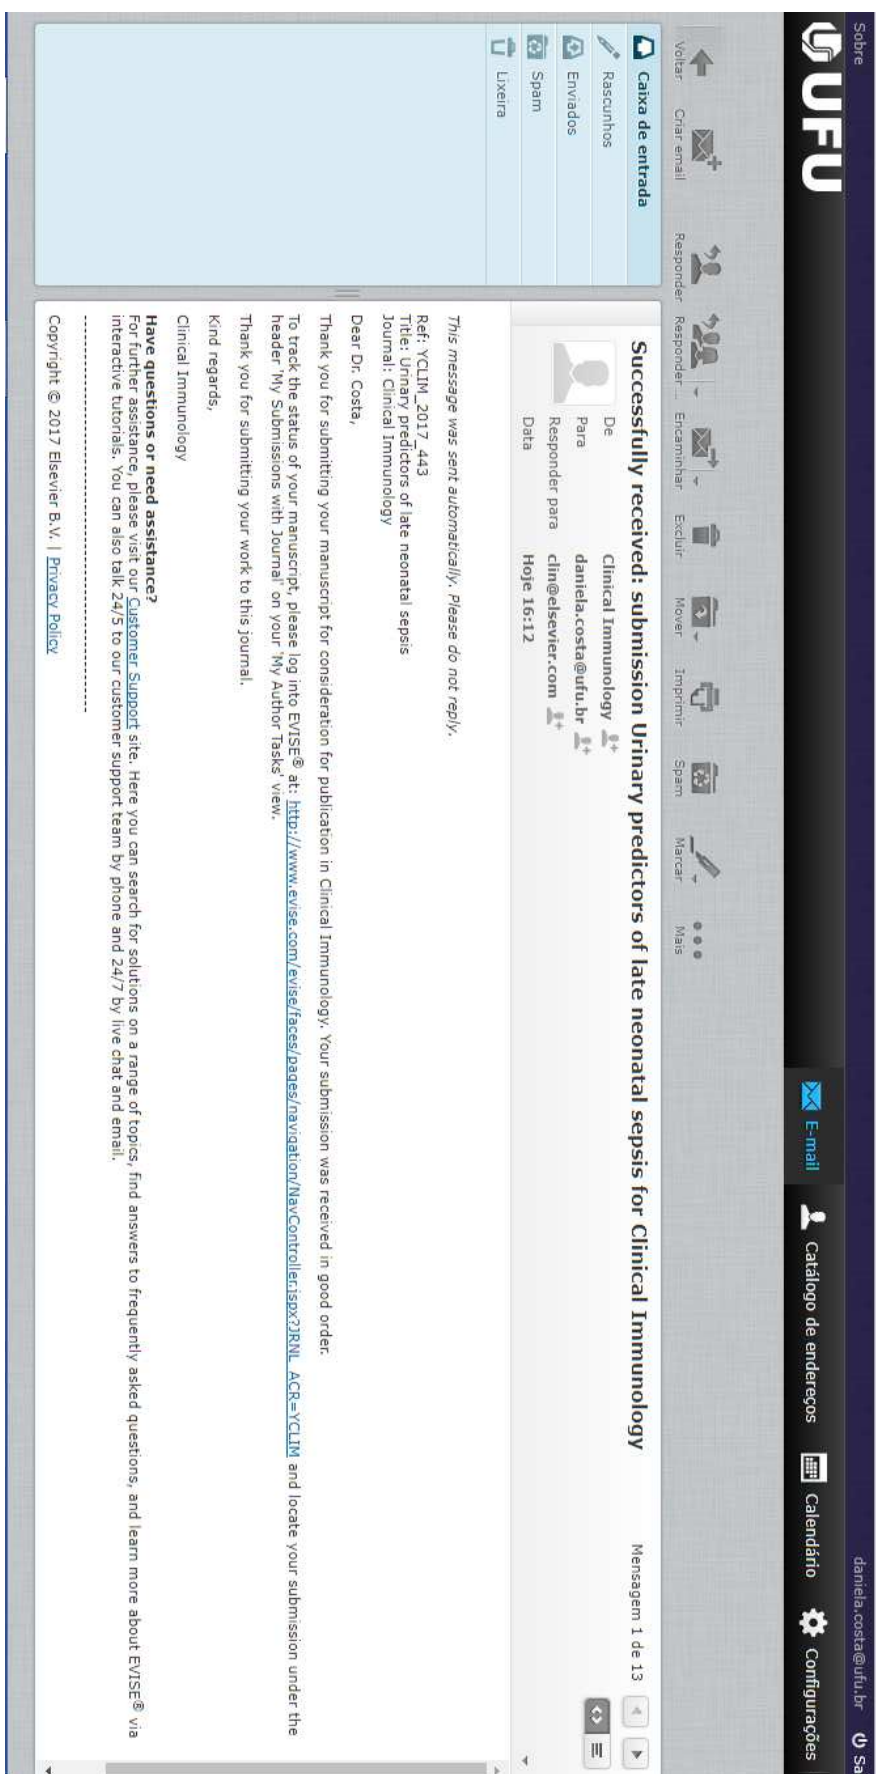 Sobre
daniela.costa@ufu.br
Sa
UFU
E-mail
Catálogo de endereços
Calendário
Configurações
Voltar
Criar email
Responder
Responder ...
Encaminhar
Excluir
Mover
Imprimir
Spam
Marcar
Mais
Caixa de entrada
Rascunhos
Enviados
Spam
Lixeira
Successfully received: submission Urinary predictors of late neonatal sepsis for Clinical Immunology
Mensagem 1 de 13
De Clinical Immunology
Para daniela.costa@ufu.br
Responder para clin@elsevier.com
Data Hoje 16:12
This message was sent automatically. Please do not reply.
Ref: YCLIM_2017_443
Title: Urinary predictors of late neonatal sepsis
Journal: Clinical Immunology
Dear Dr. Costa,
Thank you for submitting your manuscript for consideration for publication in Clinical Immunology. Your submission was received in good order.
To track the status of your manuscript, please log into EVISE® at: http://www.evise.com/evise/faces/pages/navigation/NavController.jspx?JRNL_ACR=YCLIM and locate your submission under the
header 'My Submissions with Journal' on your 'My Author Tasks' view.
Thank you for submitting your work to this journal.
Kind regards,
Clinical Immunology
Have questions or need assistance?
For further assistance, please visit our Customer Support site. Here you can search for solutions on a range of topics, find answers to frequently asked questions, and learn more about EVISE® via
interactive tutorials. You can also talk 24/5 to our customer support team by phone and 24/7 by live chat and email.
-----------------------------------------------------------------
Copyright © 2017 Elsevier B.V. | Privacy Policy